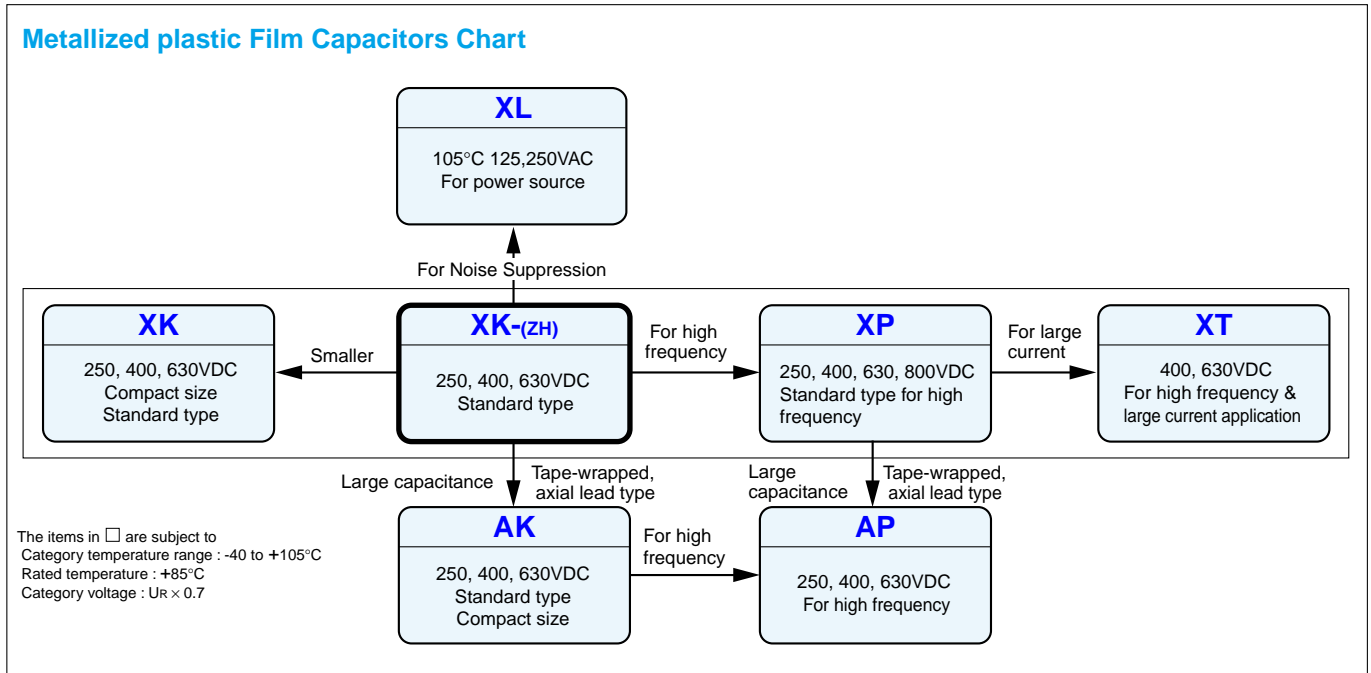 Metallized plastic Film Capacitors Chart
XL
105°C 125,250VAC
For power source
For Noise Suppression
XK
250, 400, 630VDC
Compact size
Standard type
Smaller
XK-(ZH)
250, 400, 630VDC
Standard type
For high
frequency
XP
250, 400, 630, 800VDC
Standard type for high
frequency
For large
current
XT
400, 630VDC
For high frequency &
large current application
Large capacitance
Tape-wrapped,
axial lead type
Large
capacitance
Tape-wrapped,
axial lead type
The items in □ are subject to
Category temperature range : -40 to +105°C
Rated temperature : +85°C
Category voltage : UR × 0.7
AK
250, 400, 630VDC
Standard type
Compact size
For high
frequency
AP
250, 400, 630VDC
For high frequency